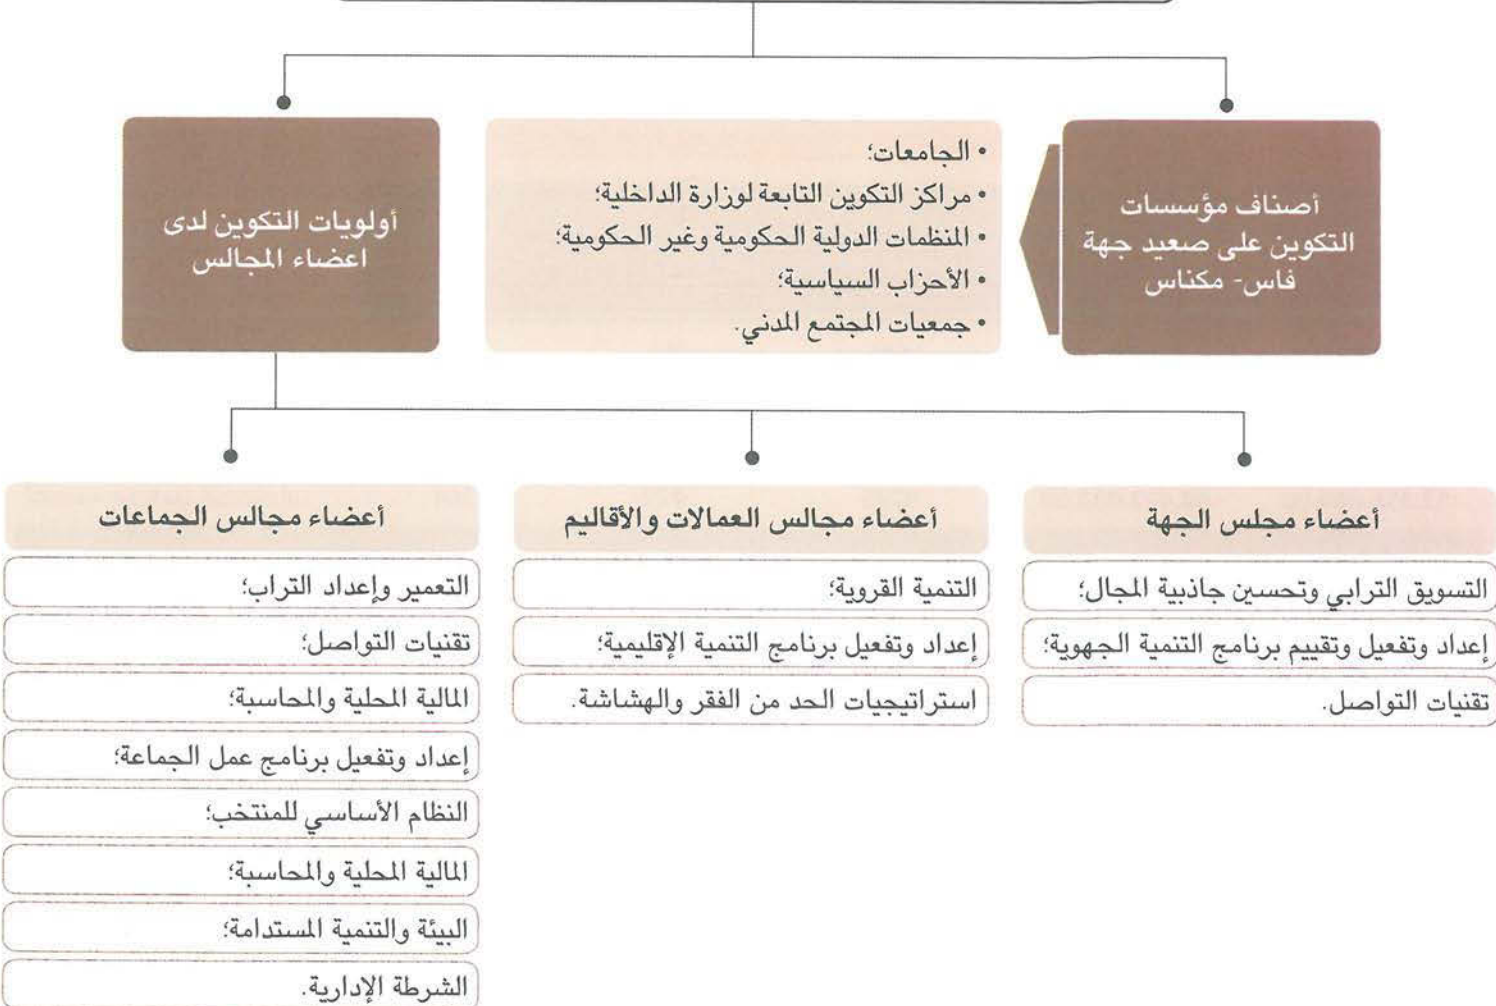 أصناف مؤسسات
التكوين على صعيد جهة
فاس- مكناس
• الجامعات؛
• مراكز التكوين التابعة لوزارة الداخلية؛
• المنظمات الدولية الحكومية وغير الحكومية؛
• الأحزاب السياسية؛
• جمعيات المجتمع المدني.
أولويات التكوين لدى
اعضاء المجالس
أعضاء مجلس الجهة
التسويق الترابي وتحسين جاذبية المجال؛
إعداد وتفعيل وتقييم برنامج التنمية الجهوية؛
تقنيات التواصل.
أعضاء مجالس العمالات والأقاليم
التنمية القروية؛
إعداد وتفعيل برنامج التنمية الإقليمية؛
استراتيجيات الحد من الفقر والهشاشة.
أعضاء مجالس الجماعات
التعمير وإعداد التراب؛
تقنيات التواصل؛
المالية المحلية والمحاسبة؛
إعداد وتفعيل برنامج عمل الجماعة؛
النظام الأساسي للمنتخب؛
المالية المحلية والمحاسبة؛
البيئة والتنمية المستدامة؛
الشرطة الإدارية.